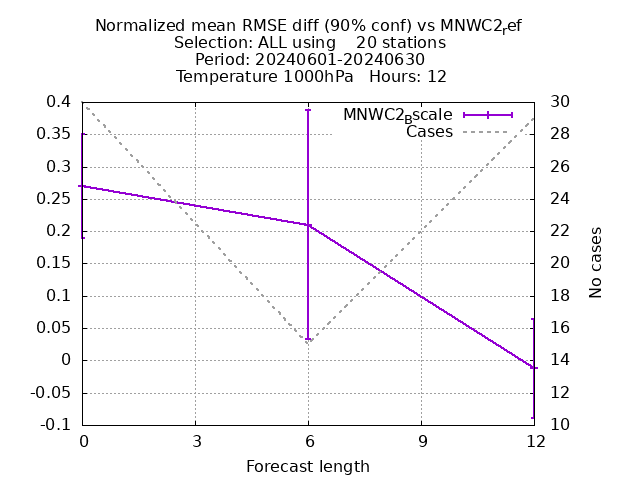 Normalized mean RMSE diff (90% conf) vs MNWC2ref
Selection: ALL using 20 stations
Period: 20240601-20240630
Temperature 1000hPa Hours: 12
MNWC2Bscale
Cases
0.4
0.35
0.3
0.25
0.2
0.15
0.1
0.05
0
-0.05
-0.1
30
28
26
24
22
20
18
16
14
12
10
No cases
0 3 6 9 12
Forecast length